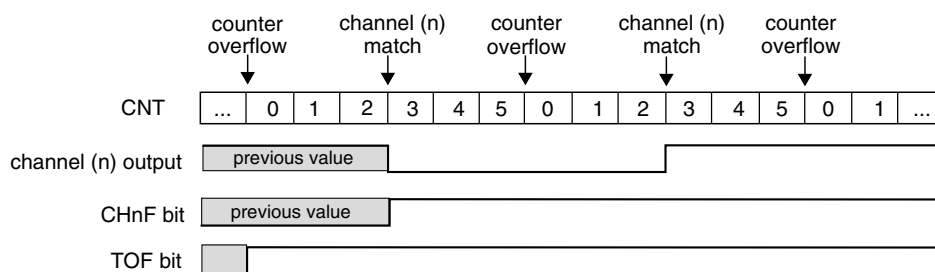 counter overflow
channel (n) match
counter overflow
channel (n) match
counter overflow
CNT ... 0 1 2 3 4 5 0 1 2 3 4 5 0 1 ...
channel (n) output previous value
CHnF bit previous value
TOF bit